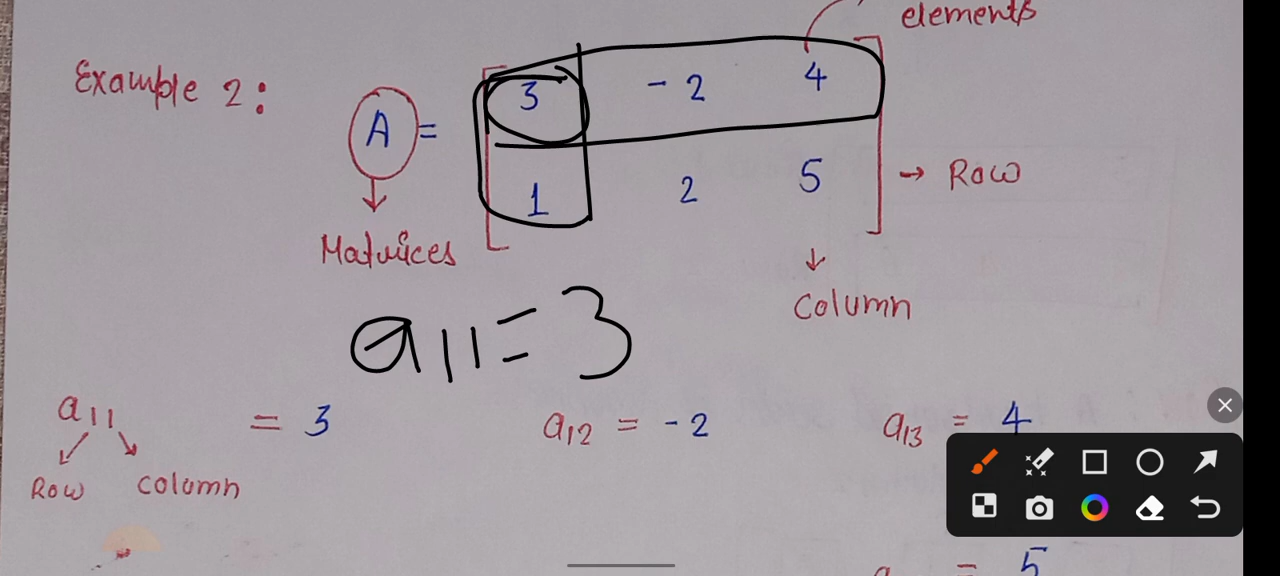 elements
Example 2:
A = [ 3 -2 4
1 2 5 ] → Row
Matrices
↓
Column
a11 = 3
a11 = 3 a12 = -2 a13 = 4
Row Column
= 5